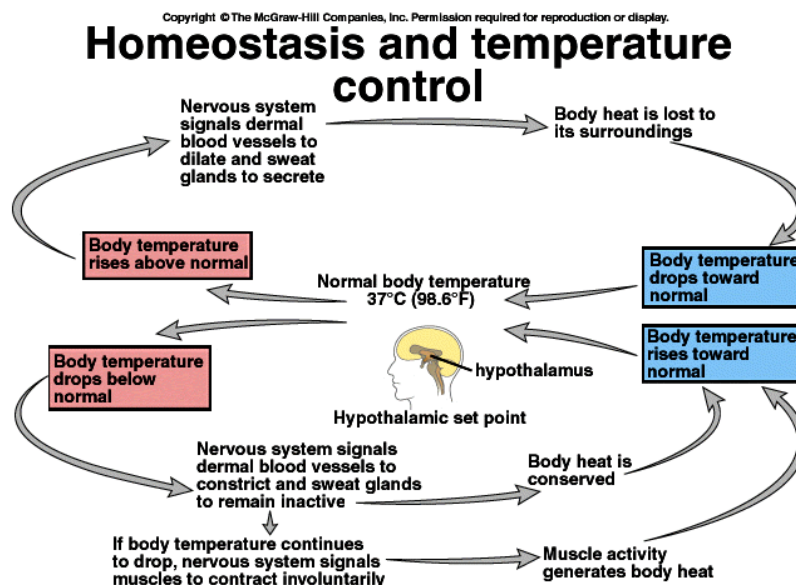 Copyright © The McGraw-Hill Companies, Inc. Permission required for reproduction or display.
Homeostasis and temperature
control
Nervous system
signals dermal
blood vessels to
dilate and sweat
glands to secrete
Body heat is lost to
its surroundings
Body temperature
rises above normal
Normal body temperature
37°C (98.6°F)
Body temperature
drops toward
normal
Body temperature
drops below
normal
hypothalamus
Hypothalamic set point
Body temperature
rises toward
normal
Nervous system signals
dermal blood vessels to
constrict and sweat glands
to remain inactive
Body heat is
conserved
If body temperature continues
to drop, nervous system signals
muscles to contract involuntarily
Muscle activity
generates body heat